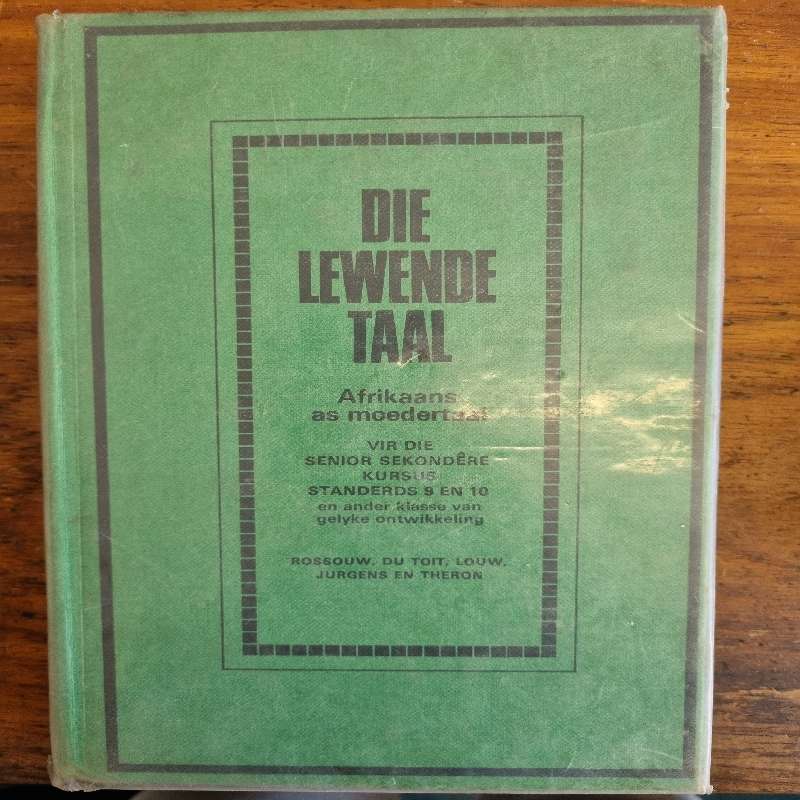 DIE
LEWENDE
TAAL
Afrikaans
as moedertaal
VIR DIE
SENIOR SEKONDÊRE
KURSUS
STANDERDS 9 EN 10
en ander klasse van
gelyke ontwikkeling
ROSSOUW, DU TOIT, LOUW,
JURGENS EN THERON